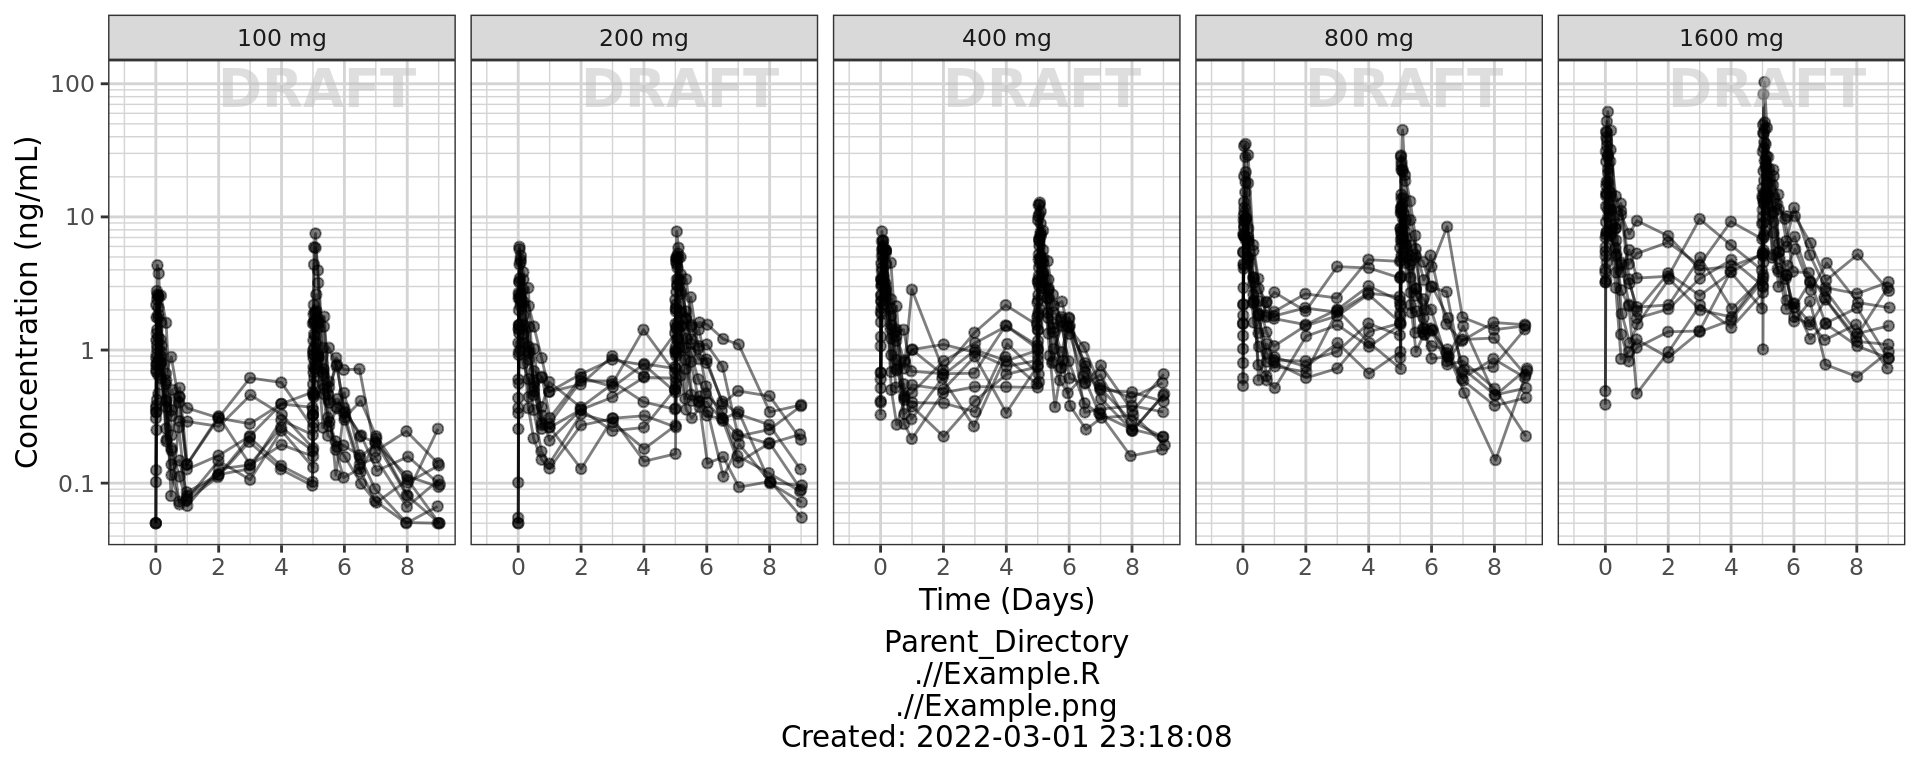 100 mg 200 mg 400 mg 800 mg 1600 mg
DRAFT DRAFT DRAFT DRAFT DRAFT
100
10
1
0.1
Concentration (ng/mL)
0 2 4 6 8 0 2 4 6 8 0 2 4 6 8 0 2 4 6 8 0 2 4 6 8
Time (Days)
Parent_Directory
.//Example.R
.//Example.png
Created: 2022-03-01 23:18:08